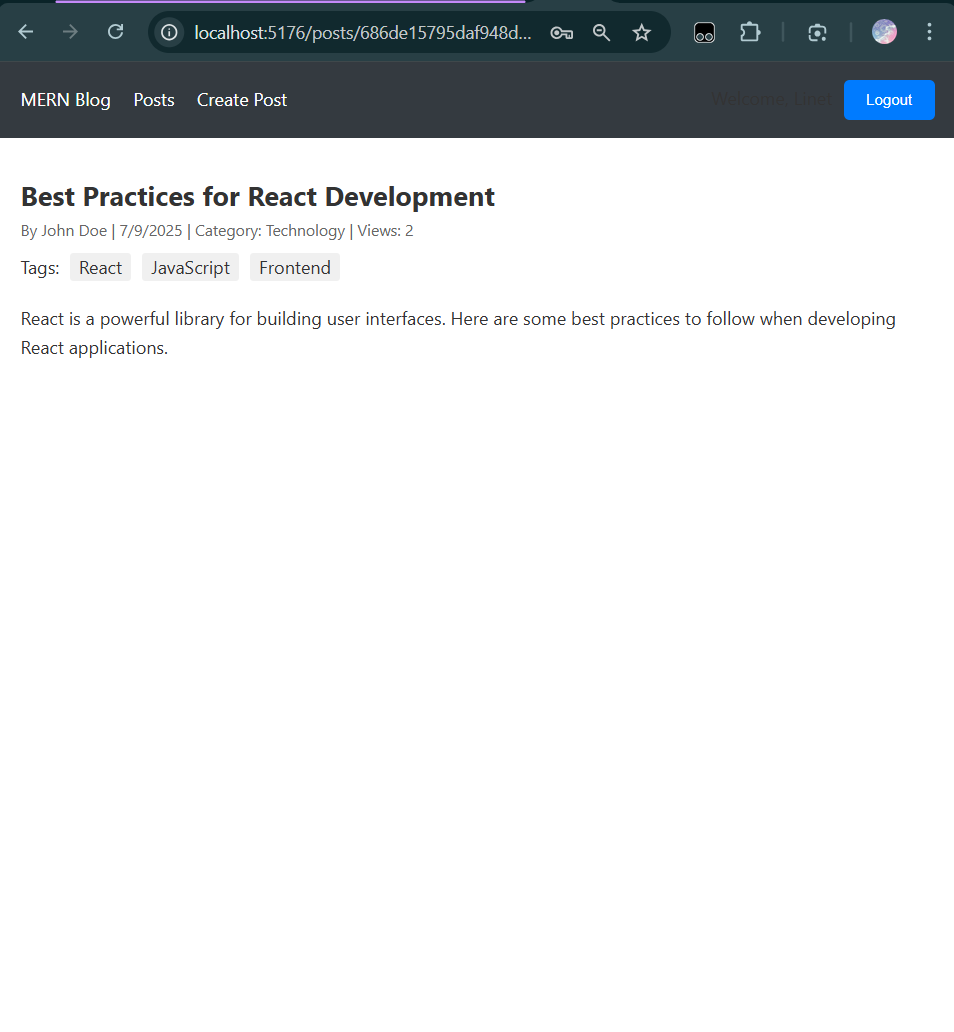 localhost:5176/posts/686de15795daf948d...
MERN Blog Posts Create Post Welcome, Linet Logout
Best Practices for React Development
By John Doe | 7/9/2025 | Category: Technology | Views: 2
Tags: React JavaScript Frontend
React is a powerful library for building user interfaces. Here are some best practices to follow when developing
React applications.